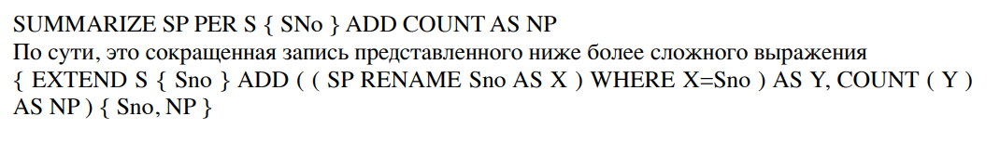 SUMMARIZE SP PER S { SNo } ADD COUNT AS NP
По сути, это сокращенная запись представленного ниже более сложного выражения
{ EXTEND S { Sno } ADD ( ( SP RENAME Sno AS X ) WHERE X=Sno ) AS Y, COUNT ( Y )
AS NP ) { Sno, NP }